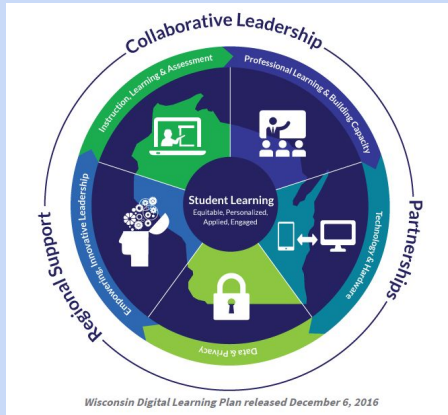 Collaborative Leadership
Instruction, Learning & Assessment
Professional Learning & Building Capacity
Student Learning
Equitable, Personalized,
Applied, Engaged
Empowering Innovative Leadership
Technology & Hardware
Regional Support
Partnerships
Data & Privacy
Wisconsin Digital Learning Plan released December 6, 2016